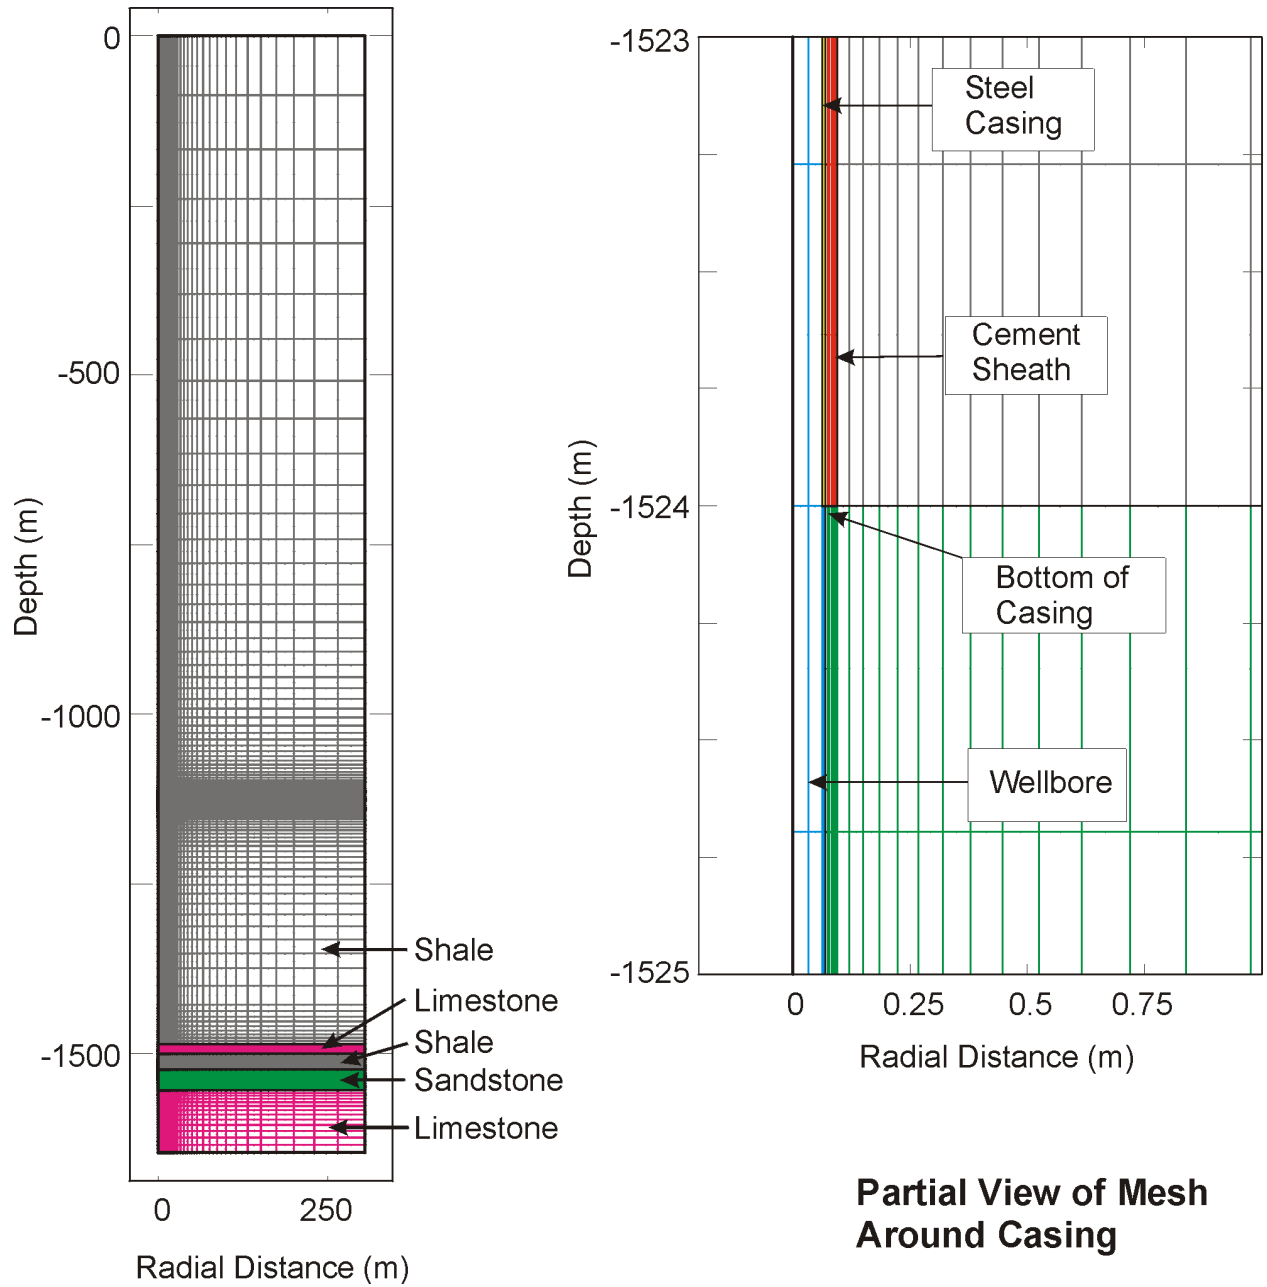 0
-500
-1000
-1500
Depth (m)
Shale
Limestone
Shale
Sandstone
Limestone
0
250
Radial Distance (m)
-1523
-1524
-1525
Depth (m)
Steel
Casing
Cement
Sheath
Bottom of
Casing
Wellbore
0
0.25
0.5
0.75
Radial Distance (m)
Partial View of Mesh
Around Casing